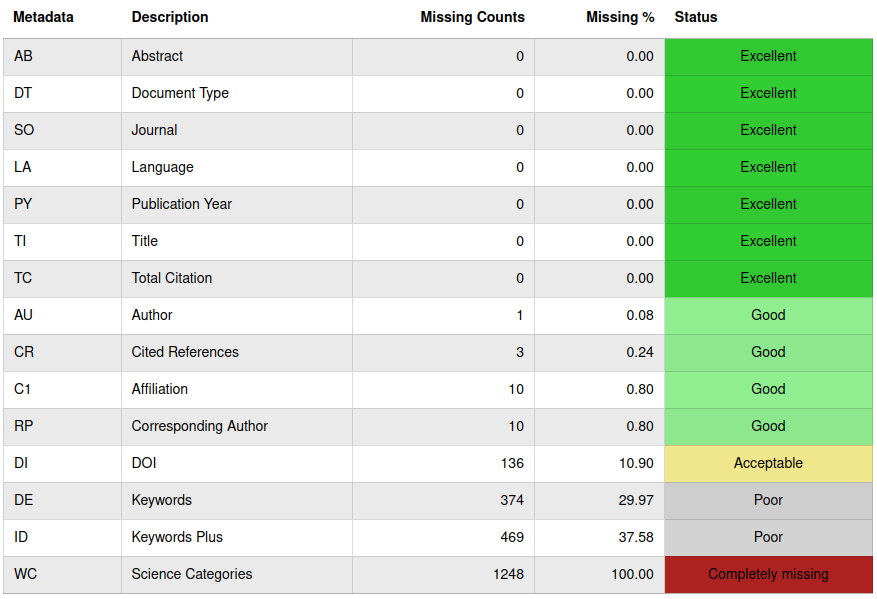 Metadata Description Missing Counts Missing % Status
AB Abstract 0 0.00 Excellent
DT Document Type 0 0.00 Excellent
SO Journal 0 0.00 Excellent
LA Language 0 0.00 Excellent
PY Publication Year 0 0.00 Excellent
TI Title 0 0.00 Excellent
TC Total Citation 0 0.00 Excellent
AU Author 1 0.08 Good
CR Cited References 3 0.24 Good
C1 Affiliation 10 0.80 Good
RP Corresponding Author 10 0.80 Good
DI DOI 136 10.90 Acceptable
DE Keywords 374 29.97 Poor
ID Keywords Plus 469 37.58 Poor
WC Science Categories 1248 100.00 Completely missing